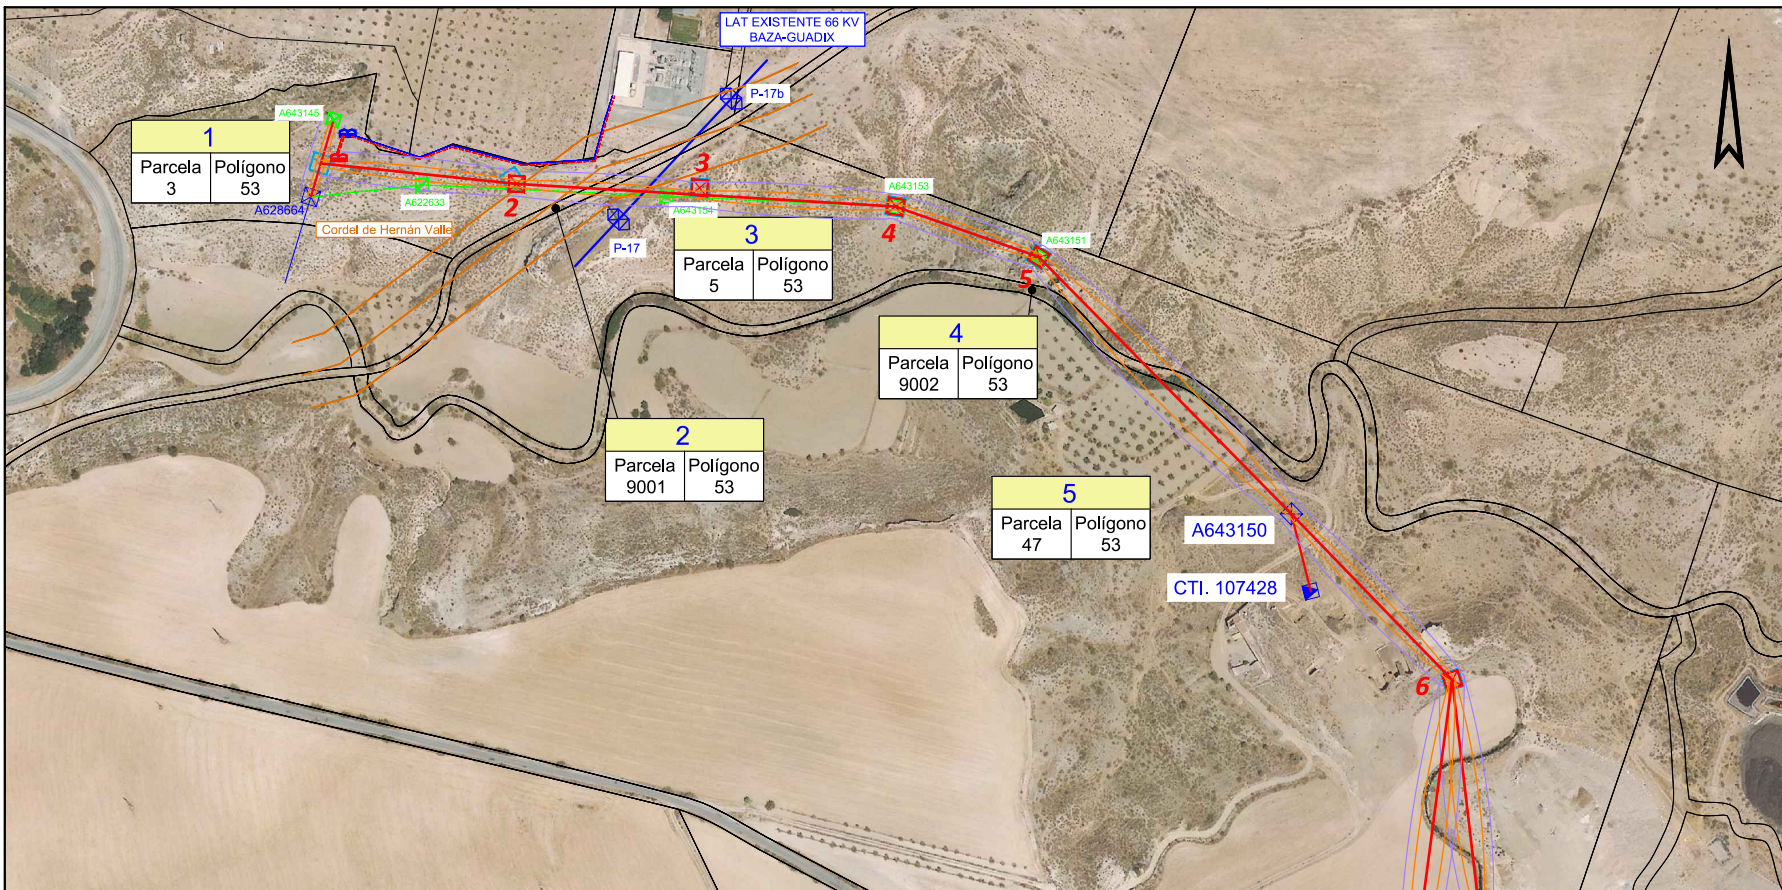 LAT EXISTENTE 66 KV
BAZA-GUADIX
P-17b
A643145
1
Parcela
3
Polígono
53
1
A628664
A622633
2
3
A643154
A643153
4
Cordel de Hernán Valle
P-17
3
Parcela
5
Polígono
53
A643151
5
4
Parcela
9002
Polígono
53
2
Parcela
9001
Polígono
53
5
Parcela
47
Polígono
53
A643150
CTI. 107428
6